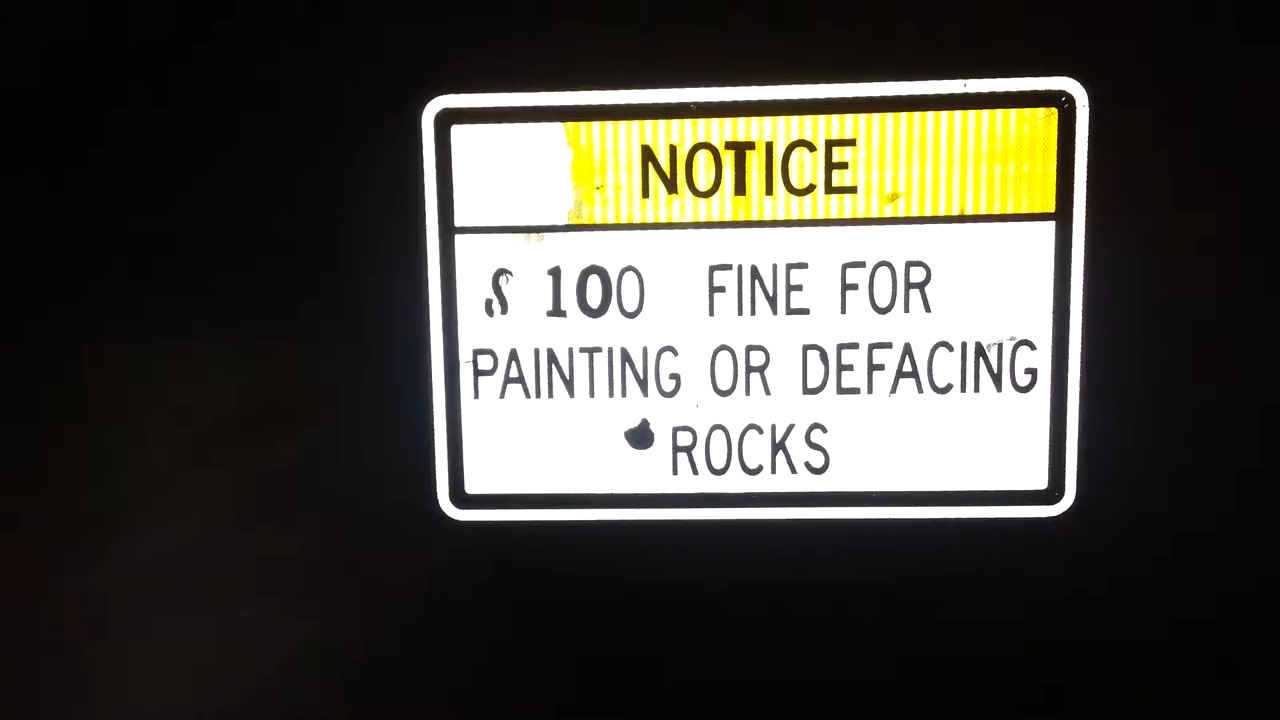 NOTICE
$ 100 FINE FOR
PAINTING OR DEFACING
ROCKS